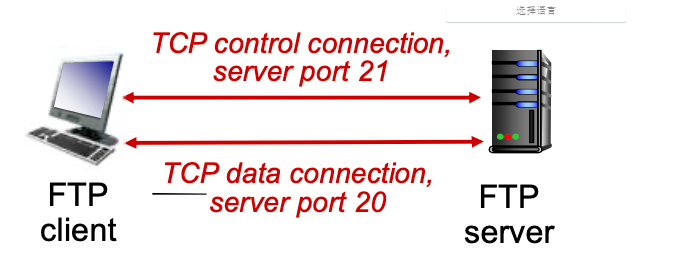 选择语言
TCP control connection,
server port 21
TCP data connection,
server port 20
FTP
client
FTP
server